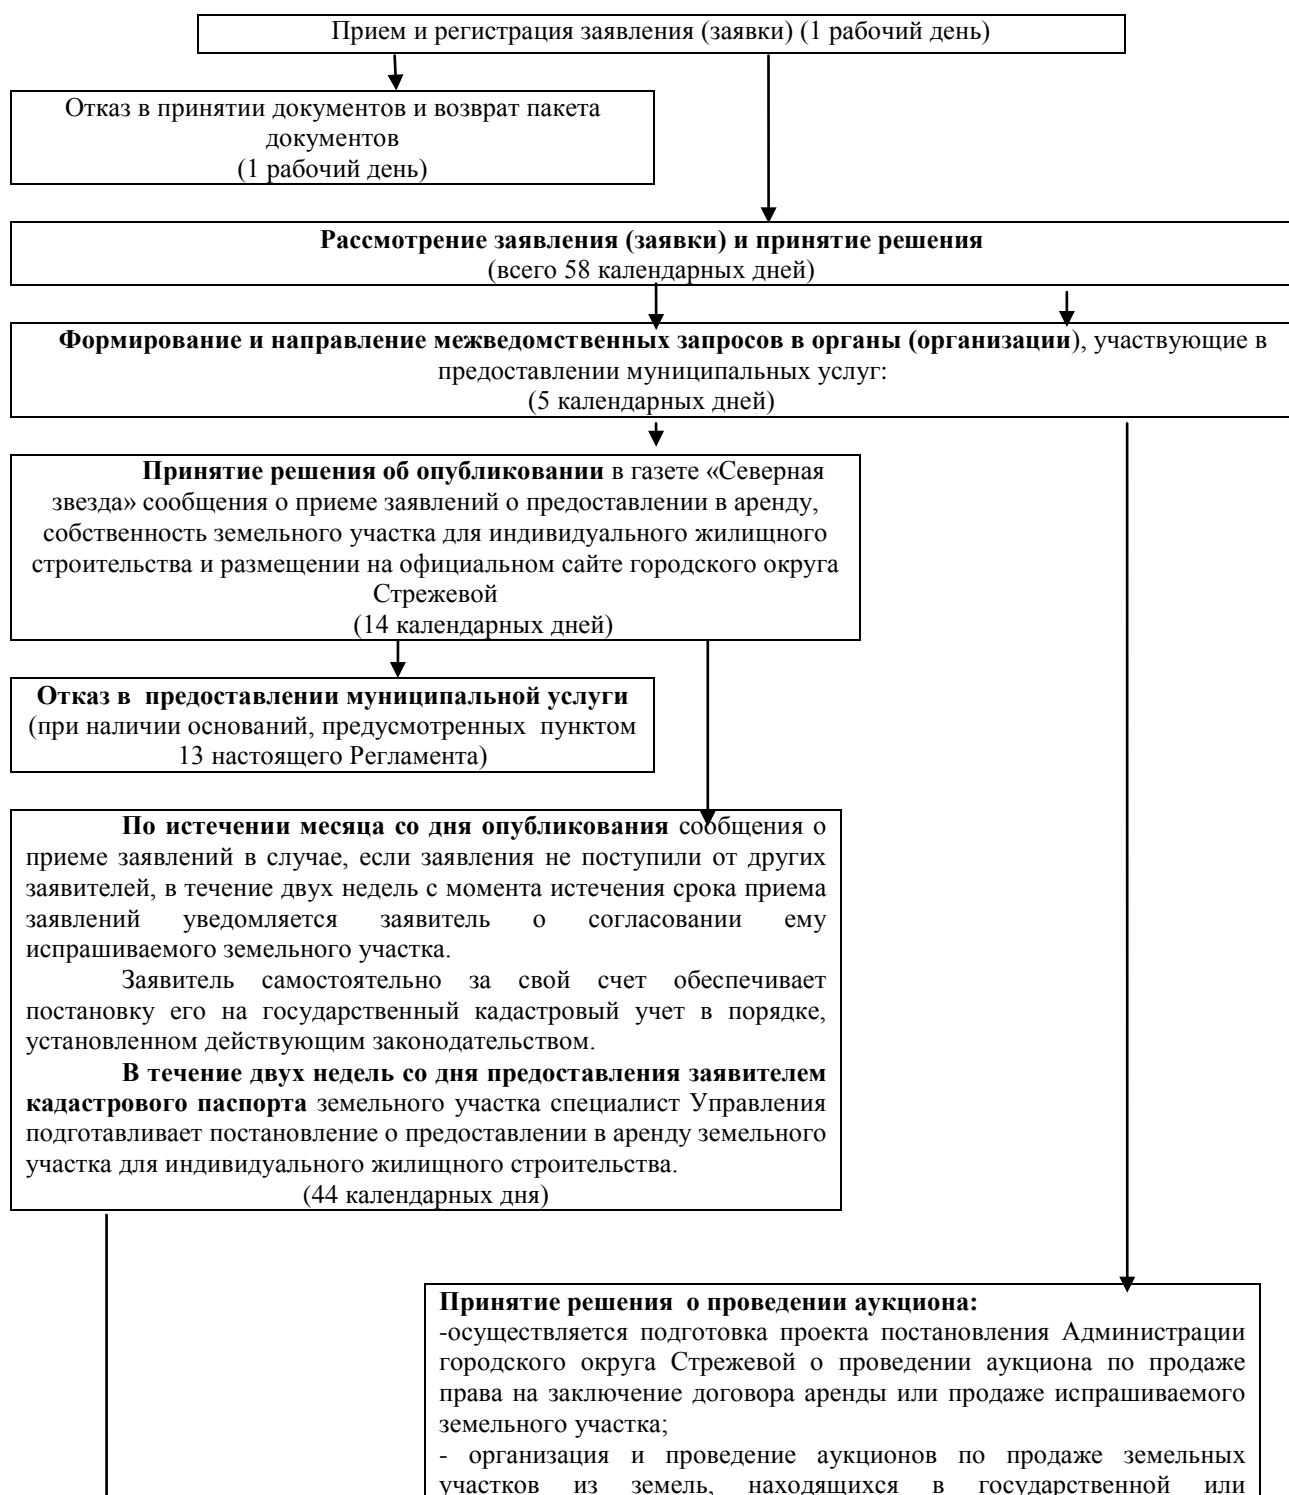 Прием и регистрация заявления (заявки) (1 рабочий день)
Отказ в принятии документов и возврат пакета
документов
(1 рабочий день)
Рассмотрение заявления (заявки) и принятие решения
(всего 58 календарных дней)
Формирование и направление межведомственных запросов в органы (организации), участвующие в
предоставлении муниципальных услуг:
(5 календарных дней)
Принятие решения об опубликовании в газете «Северная
звезда» сообщения о приеме заявлений о предоставлении в аренду,
собственность земельного участка для индивидуального жилищного
строительства и размещении на официальном сайте городского округа
Стрежевой
(14 календарных дней)
Отказ в предоставлении муниципальной услуги
(при наличии оснований, предусмотренных пунктом
13 настоящего Регламента)
По истечении месяца со дня опубликования сообщения о
приеме заявлений в случае, если заявления не поступили от других
заявителей, в течение двух недель с момента истечения срока приема
заявлений уведомляется заявитель о согласовании ему
испрашиваемого земельного участка.
Заявитель самостоятельно за свой счет обеспечивает
постановку его на государственный кадастровый учет в порядке,
установленном действующим законодательством.
В течение двух недель со дня предоставления заявителем
кадастрового паспорта земельного участка специалист Управления
подготавливает постановление о предоставлении в аренду земельного
участка для индивидуального жилищного строительства.
(44 календарных дня)
Принятие решения о проведении аукциона:
-осуществляется подготовка проекта постановления Администрации
городского округа Стрежевой о проведении аукциона по продаже
права на заключение договора аренды или продаже испрашиваемого
земельного участка;
- организация и проведение аукционов по продаже земельных
участков из земель, находящихся в государственной или